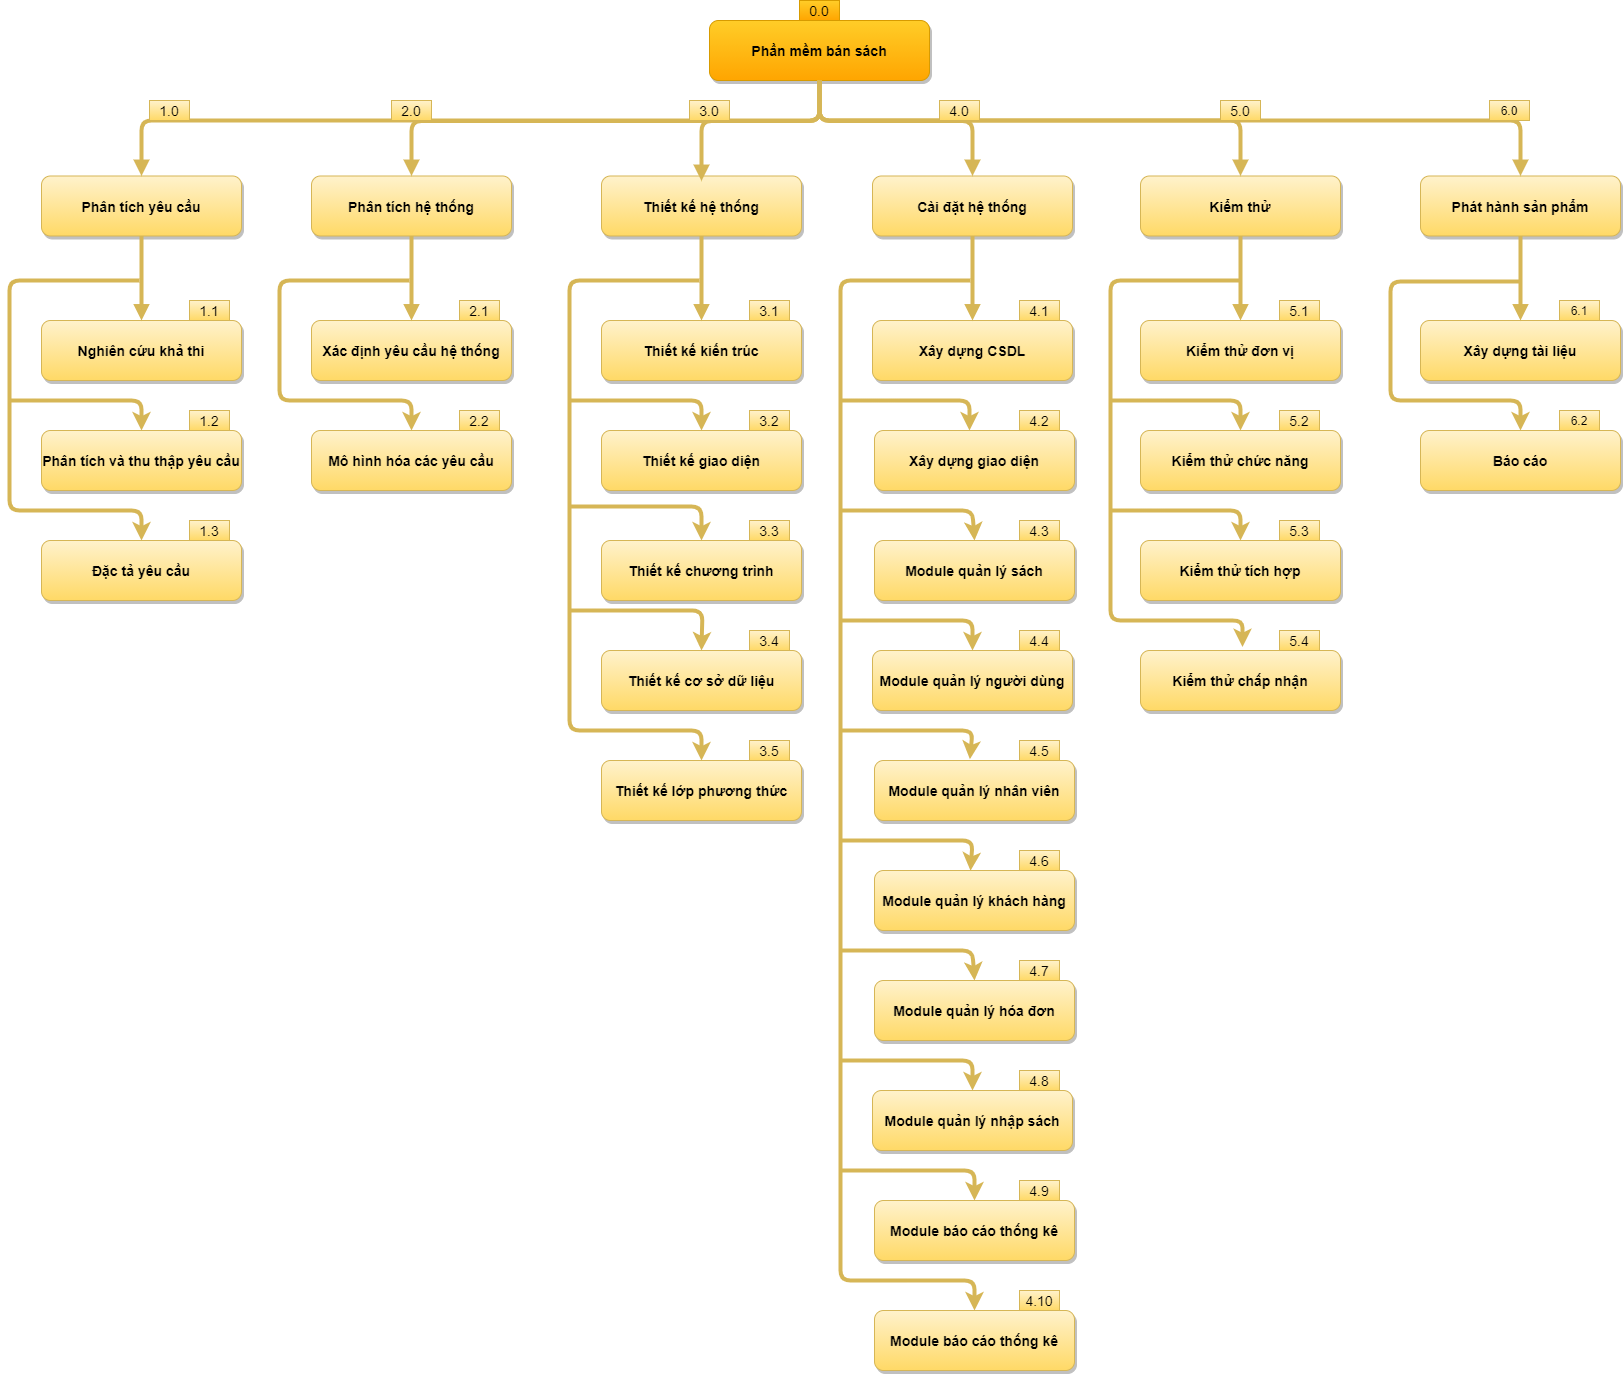 0.0
Phần mềm bán sách
1.0
Phân tích yêu cầu
1.1
Nghiên cứu khả thi
1.2
Phân tích và thu thập yêu cầu
1.3
Đặc tả yêu cầu
2.0
Phân tích hệ thống
2.1
Xác định yêu cầu hệ thống
2.2
Mô hình hóa các yêu cầu
3.0
Thiết kế hệ thống
3.1
Thiết kế kiến trúc
3.2
Thiết kế giao diện
3.3
Thiết kế chương trình
3.4
Thiết kế cơ sở dữ liệu
3.5
Thiết kế lớp phương thức
4.0
Cài đặt hệ thống
4.1
Xây dựng CSDL
4.2
Xây dựng giao diện
4.3
Module quản lý sách
4.4
Module quản lý người dùng
4.5
Module quản lý nhân viên
4.6
Module quản lý khách hàng
4.7
Module quản lý hóa đơn
4.8
Module quản lý nhập sách
4.9
Module báo cáo thống kê
4.10
Module báo cáo thống kê
5.0
Kiểm thử
5.1
Kiểm thử đơn vị
5.2
Kiểm thử chức năng
5.3
Kiểm thử tích hợp
5.4
Kiểm thử chấp nhận
6.0
Phát hành sản phẩm
6.1
Xây dựng tài liệu
6.2
Báo cáo